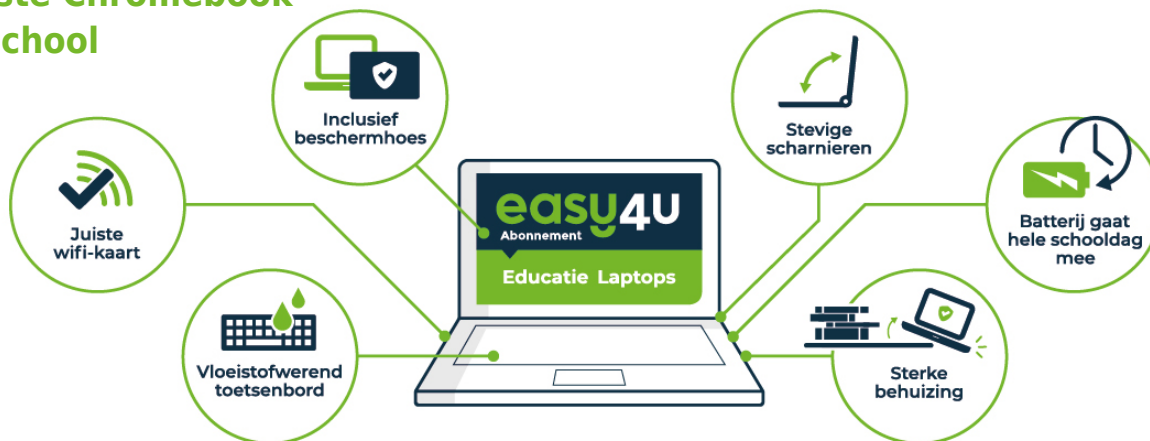 Chromebook
Inclusief
beschermhoes
Stevige
scharnieren
Juiste
wifi-kaart
Batterij gaat
hele schooldag
mee
easy4u
Abonnement
Educatie Laptops
Vloeistofwerend
toetsenbord
Sterke
behuizing